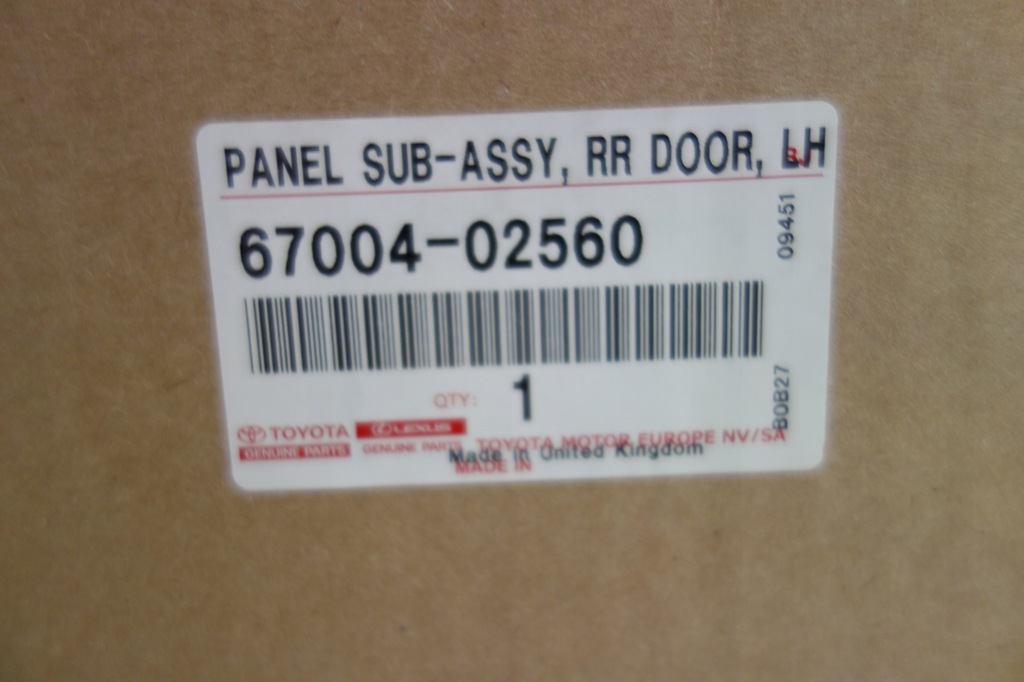 PANEL SUB-ASSY, RR DOOR, LH
67004-02560
09451
QTY: 1
B0B27
TOYOTA
GENUINE PARTS
LEXUS
GENUINE PARTS
TOYOTA MOTOR EUROPE NV/SA
Made in United Kingdom
MADE IN